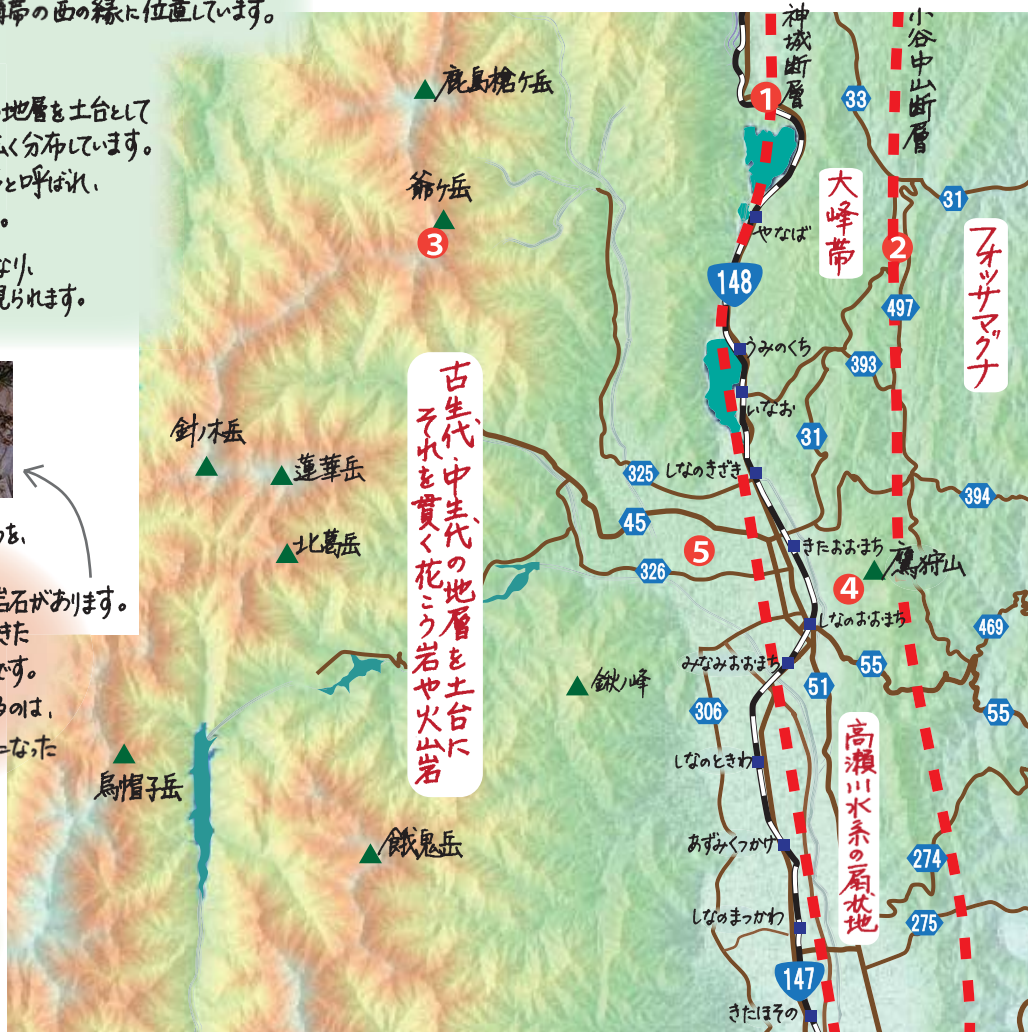 帯の西の縁に位置しています。
地層を土台として
広く分布しています。
と呼ばれ、
。
なり、
見られます。
を、
岩石があります。
きた
です。
るのは、
になった
鹿島槍ヶ岳
爺ヶ岳
3
針ノ木岳
蓮華岳
北葛岳
烏帽子岳
餓鬼岳
鍬ノ峰
古生代、中生代の地層を土台に
それを貫く花こう岩や火山岩
神城断層
小谷中山断層
1
33
31
大峰帯
2
フォッサマグナ
やなば
148
497
うみのくち
393
いなお
31
しなのきざき
325
394
45
きたおおまち
5
326
鷹狩山
4
しなのおおまち
469
みなみおおまち
55
51
55
306
高瀬川水系の扇状地
しなのときわ
あずみくつかけ
274
しなのまつかわ
275
147
きたほその